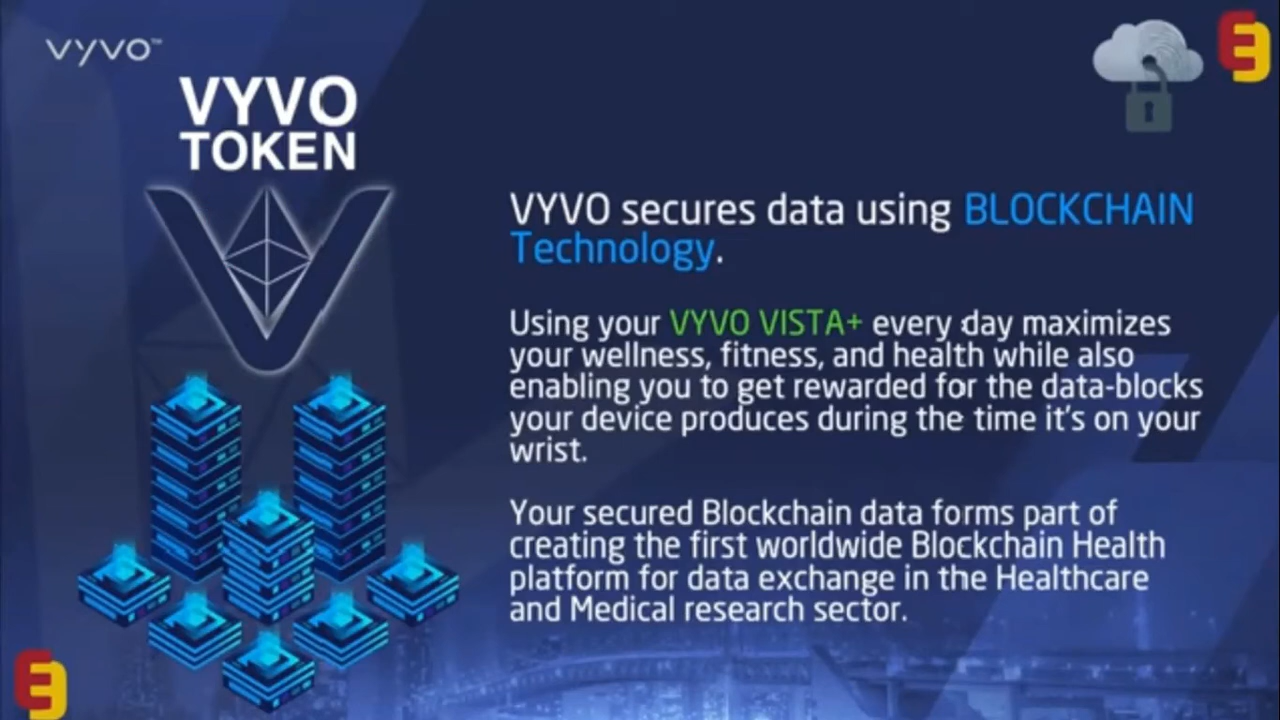 VYVO™
VYVO
TOKEN
VYVO secures data using BLOCKCHAIN
Technology.
Using your VYVO VISTA+ every day maximizes
your wellness, fitness, and health while also
enabling you to get rewarded for the data-blocks
your device produces during the time it's on your
wrist.
Your secured Blockchain data forms part of
creating the first worldwide Blockchain Health
platform for data exchange in the Healthcare
and Medical research sector.